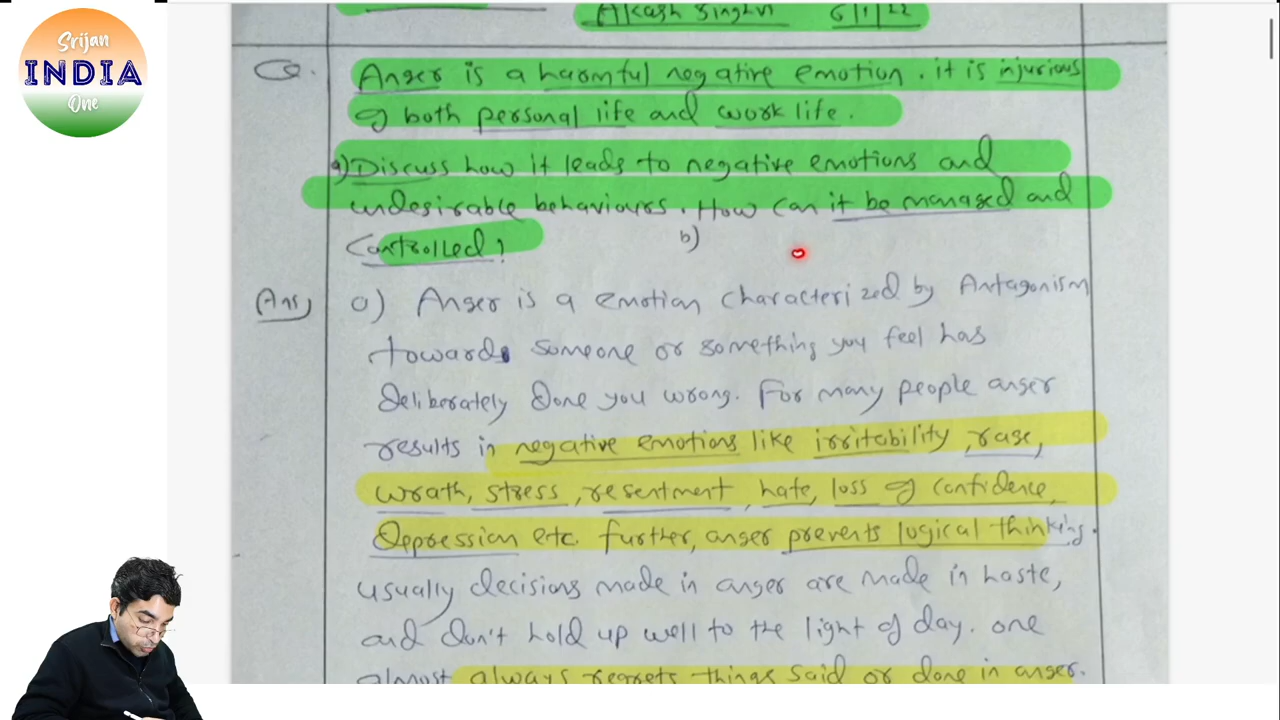 Srijan
INDIA
One
Akash Singhvi 6/1/22
Q. Anger is a harmful negative emotion. it is injurious
of both personal life and work life.
a) Discuss how it leads to negative emotions and
undesirable behaviours. How can it be managed and
controlled?
b)
Ans, a) Anger is a emotion characterized by Antagonism
towards someone or something you feel has
deliberately done you wrong. For many people anger
results in negative emotions like irritability, rage,
wrath, stress, resentment, hate, loss of confidence,
Depression etc. further, anger prevents logical thinking.
usually decisions made in anger are made in haste,
and don't hold up well to the light of day. one
almost always regrets things said or done in anger.